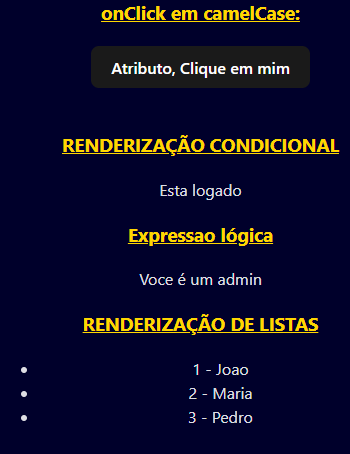 onClick em camelCase:
Atributo, Clique em mim
RENDERIZAÇÃO CONDICIONAL
Esta logado
Expressao lógica
Voce é um admin
RENDERIZAÇÃO DE LISTAS
• 1 - Joao
• 2 - Maria
• 3 - Pedro